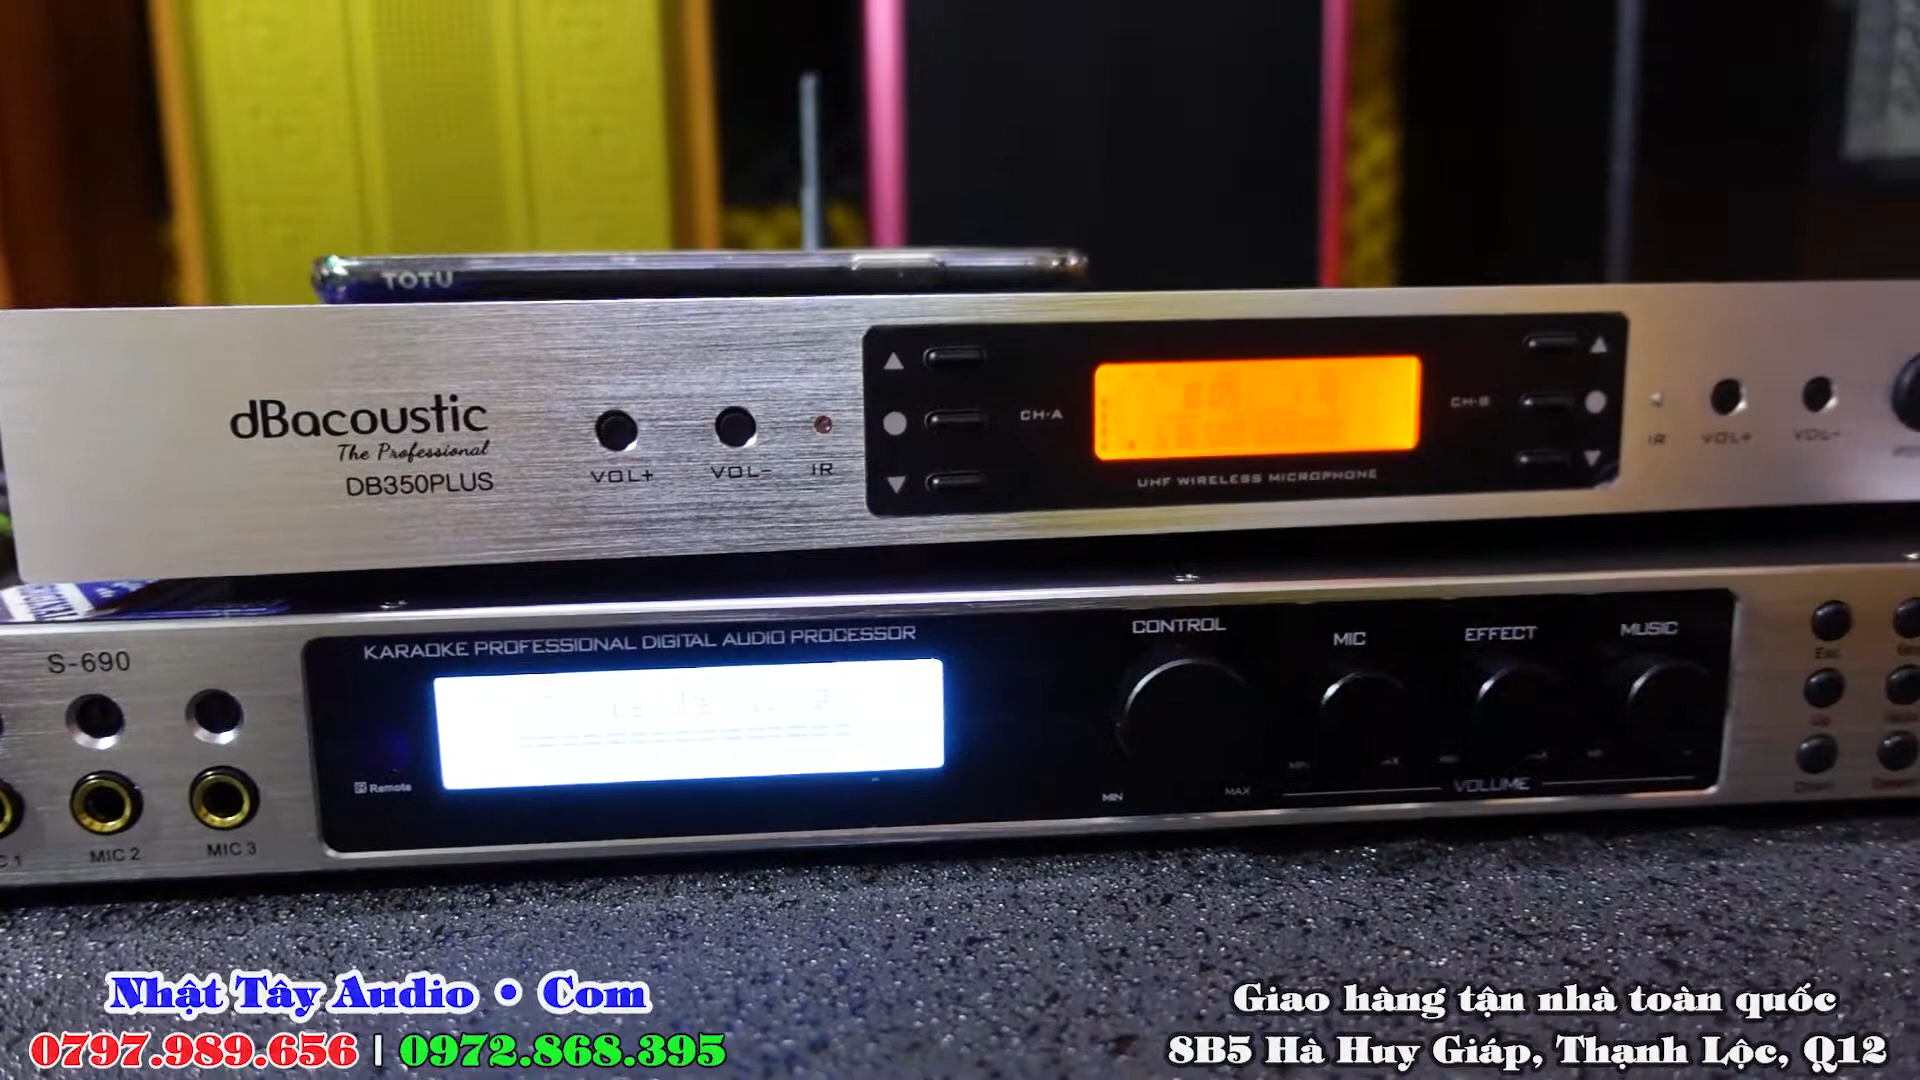 TOTU
dBacoustic
The Professional
DB350PLUS
VOL+
VOL-
IR
CH-A
CH-B
UHF WIRELESS MICROPHONE
IR
VOL+
VOL-
S-690
KARAOKE PROFESSIONAL DIGITAL AUDIO PROCESSOR
CONTROL
MIC
EFFECT
MUSIC
Esc
Up
Remote
MIN
MAX
MIN
VOLUME
MIC 2
MIC 3
Nhật Tây Audio • Com
0797.989.656 | 0972.868.395
Giao hàng tận nhà toàn quốc
8B5 Hà Huy Giáp, Thạnh Lộc, Q12